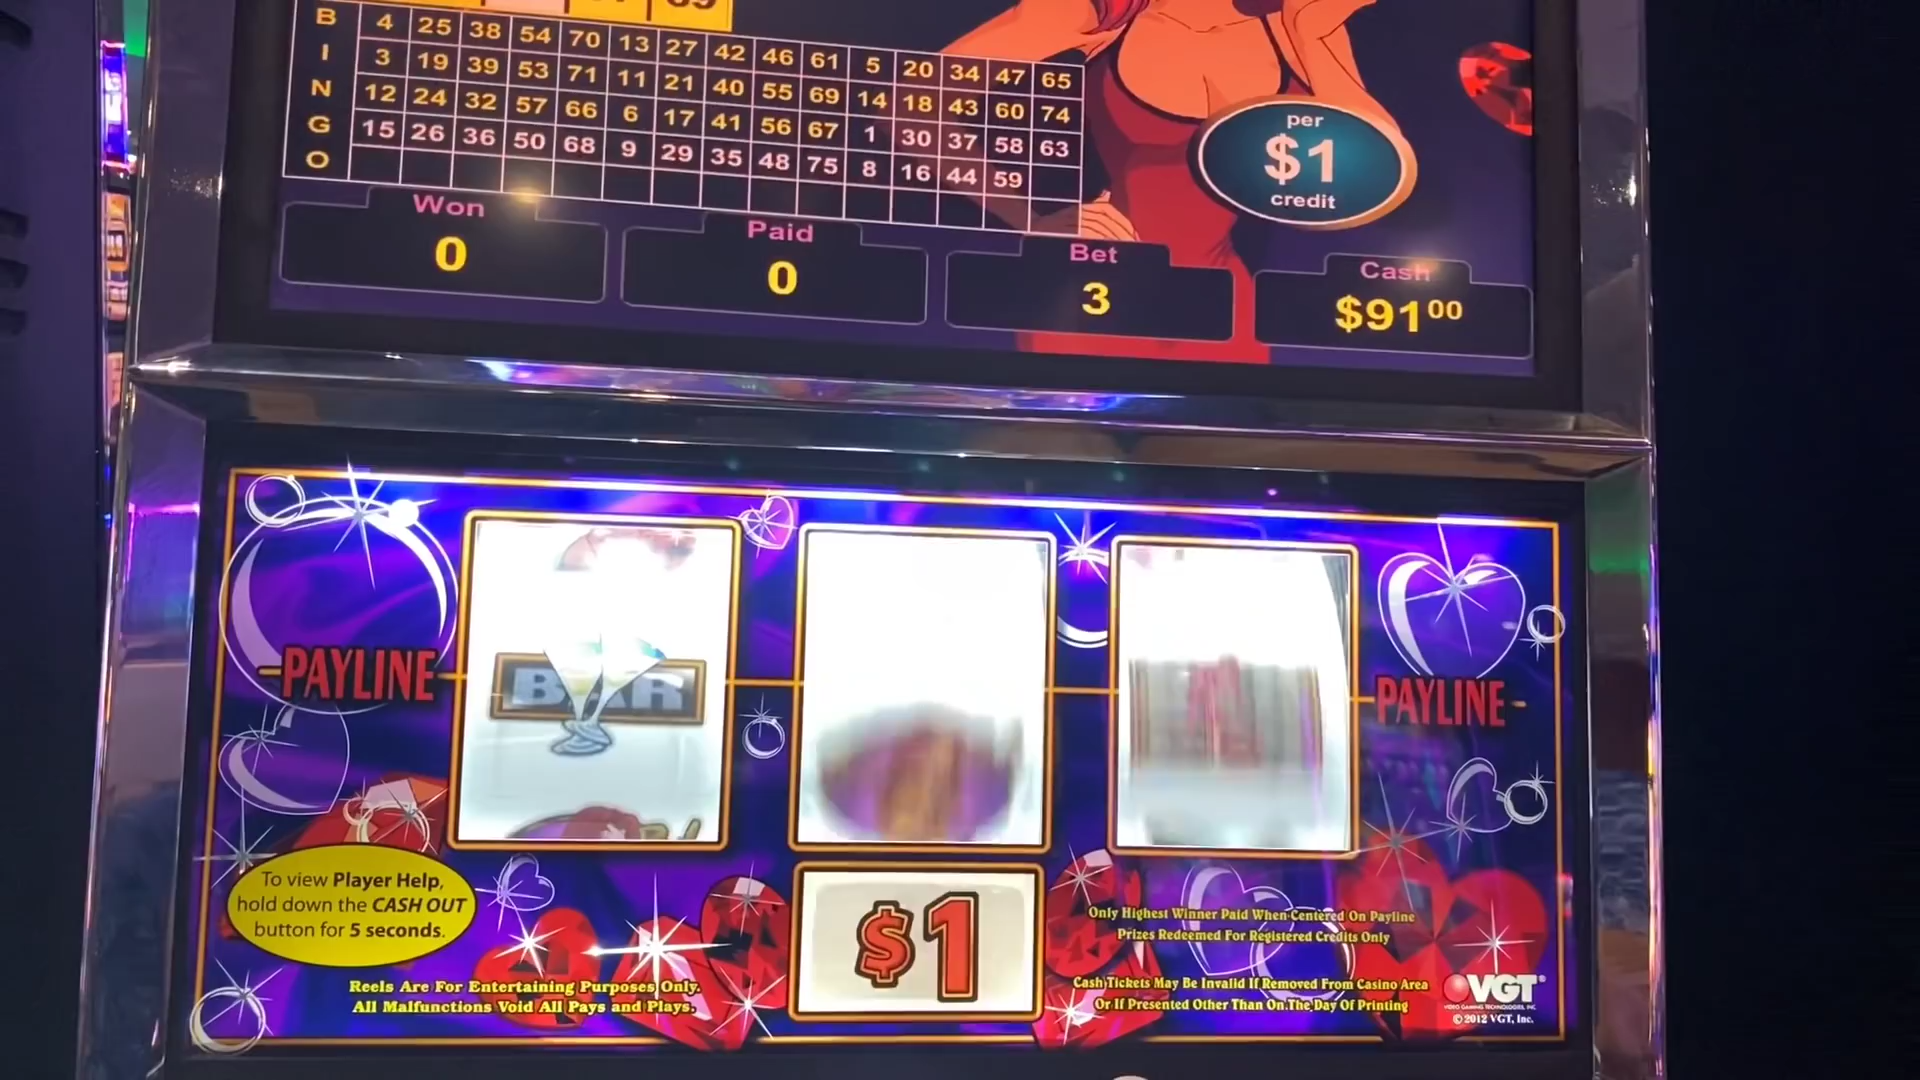 B 4 25 38 54 70 13 27 42 46 61 5 20 34 47 65
I 3 19 39 53 71 11 21 40 55 69 14 18 43 60 74
N 12 24 32 57 66 6 17 41 56 67 1 30 37 58 63
G 15 26 36 50 68 9 29 35 48 75 8 16 44 59
O
per
$1
credit
Won
0
Paid
0
Bet
3
Cash
$9100
-PAYLINE-
BAR
PAYLINE-
To view Player Help,
hold down the CASH OUT
button for 5 seconds.
$1
Only Highest Winner Paid When Centered On Payline
Prizes Redeemed For Registered Credits Only
Reels Are For Entertaining Purposes Only.
All Malfunctions Void All Pays and Plays.
Cash Tickets May Be Invalid If Removed From Casino Area
Or If Presented Other Than On The Day Of Printing
VGT®
VIDEO GAMING TECHNOLOGIES, INC.
©2012 VGT, Inc.